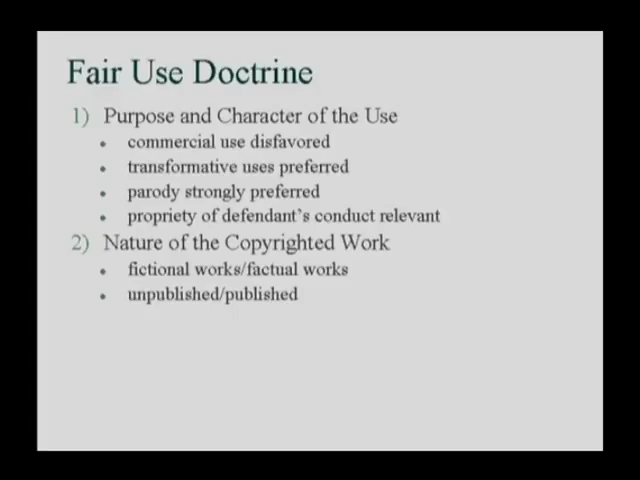 Fair Use Doctrine
1) Purpose and Character of the Use
• commercial use disfavored
• transformative uses preferred
• parody strongly preferred
• propriety of defendant's conduct relevant
2) Nature of the Copyrighted Work
• fictional works/factual works
• unpublished/published